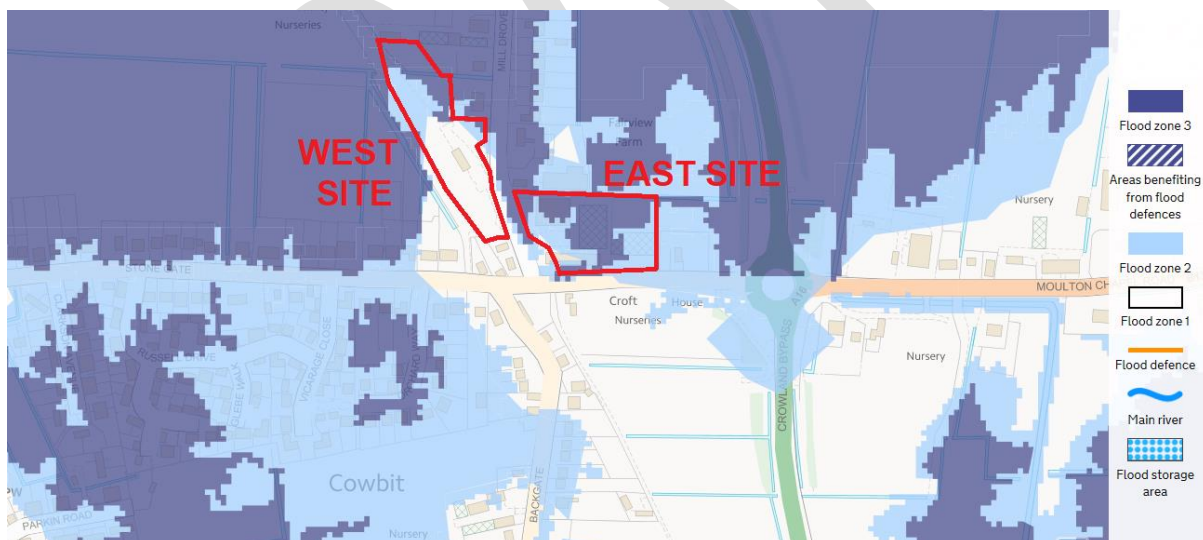 Nurseries
MILL DROVE
WEST
SITE
Fairview
Farm
EAST SITE
Nursery
STONE GATE
MOULTON CH
Croft
Nurseries
House
A16
RUSSELL DRIVE
VICARAGE CLOSE
GLEBE WALK
CROWLAND BYPASS
Nursery
Cowbit
BACKGATE
PW
PARKIN ROAD
Nursery
Flood zone 3
Areas benefiting
from flood
defences
Flood zone 2
Flood zone 1
Flood defence
Main river
Flood storage
area